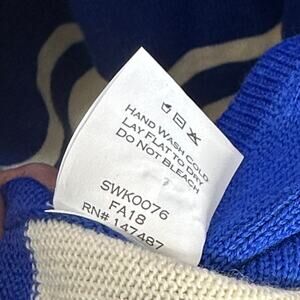 HAND WASH COLD
LAY FLAT TO DRY
DO NOT BLEACH
SWK0076
FA18
RN# 147487